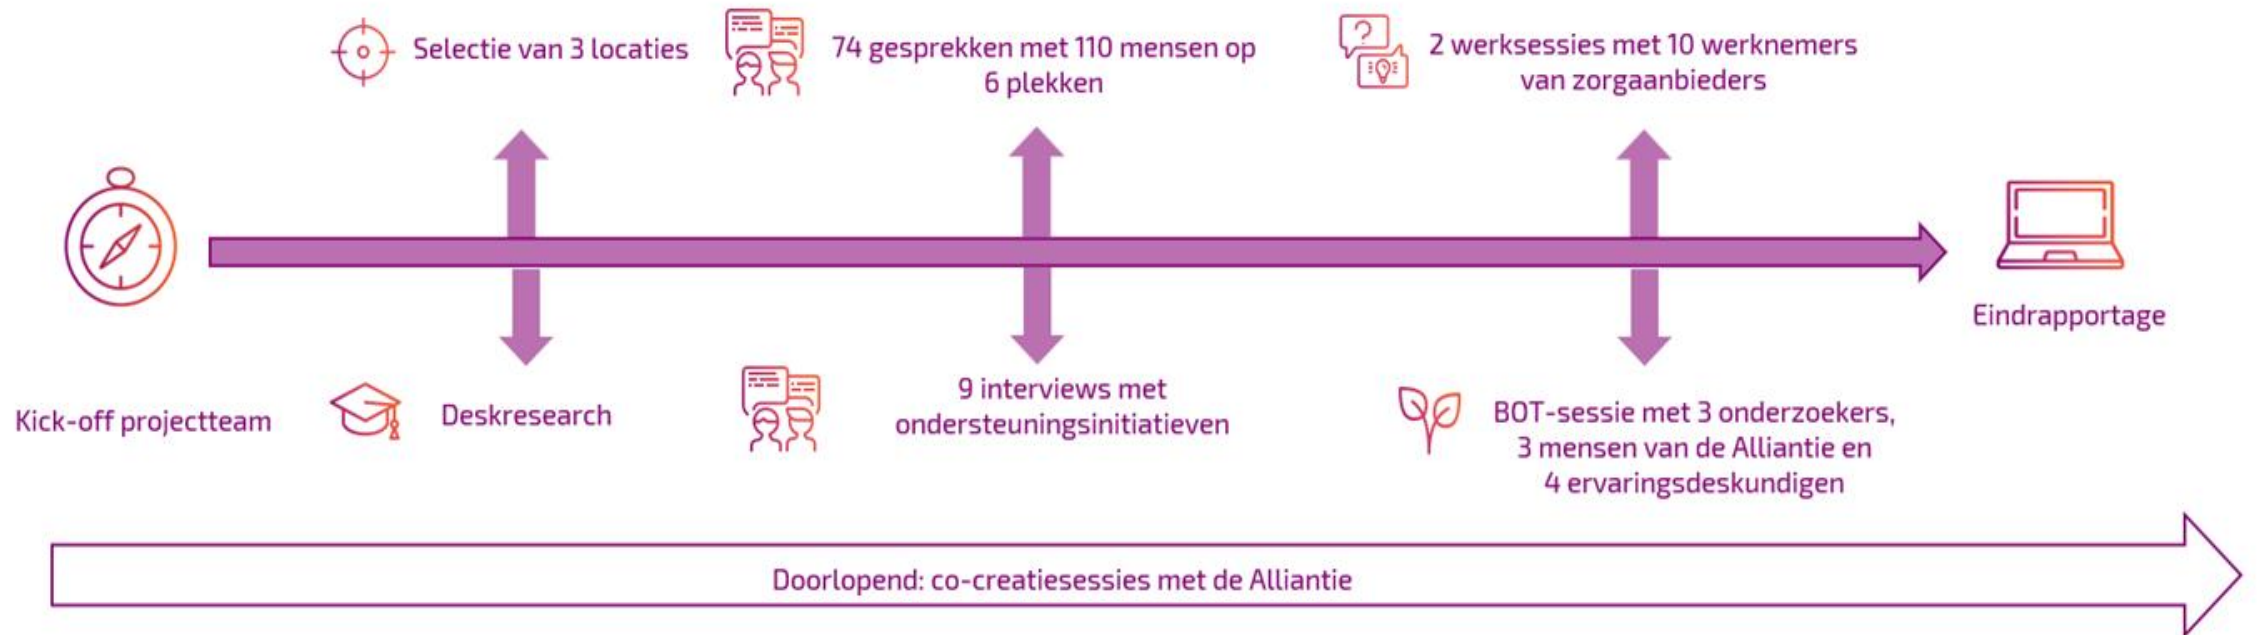 Selectie van 3 locaties
74 gesprekken met 110 mensen op
6 plekken
2 werksessies met 10 werknemers
van zorgaanbieders
Eindrapportage
Kick-off projectteam
Deskresearch
9 interviews met
ondersteuningsinitiatieven
BOT-sessie met 3 onderzoekers,
3 mensen van de Alliantie en
4 ervaringsdeskundigen
Doorlopend: co-creatiesessies met de Alliantie